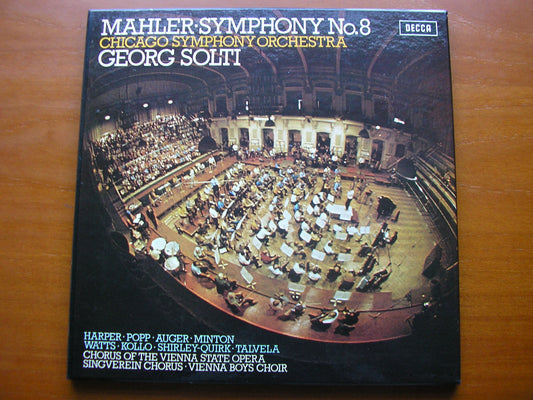 MAHLER·SYMPHONY No.8
DECCA
CHICAGO SYMPHONY ORCHESTRA
GEORG SOLTI
HARPER·POPP·AUGER·MINTON
WATTS·KOLLO·SHIRLEY-QUIRK·TALVELA
CHORUS OF THE VIENNA STATE OPERA
SINGVEREIN CHORUS·VIENNA BOYS CHOIR